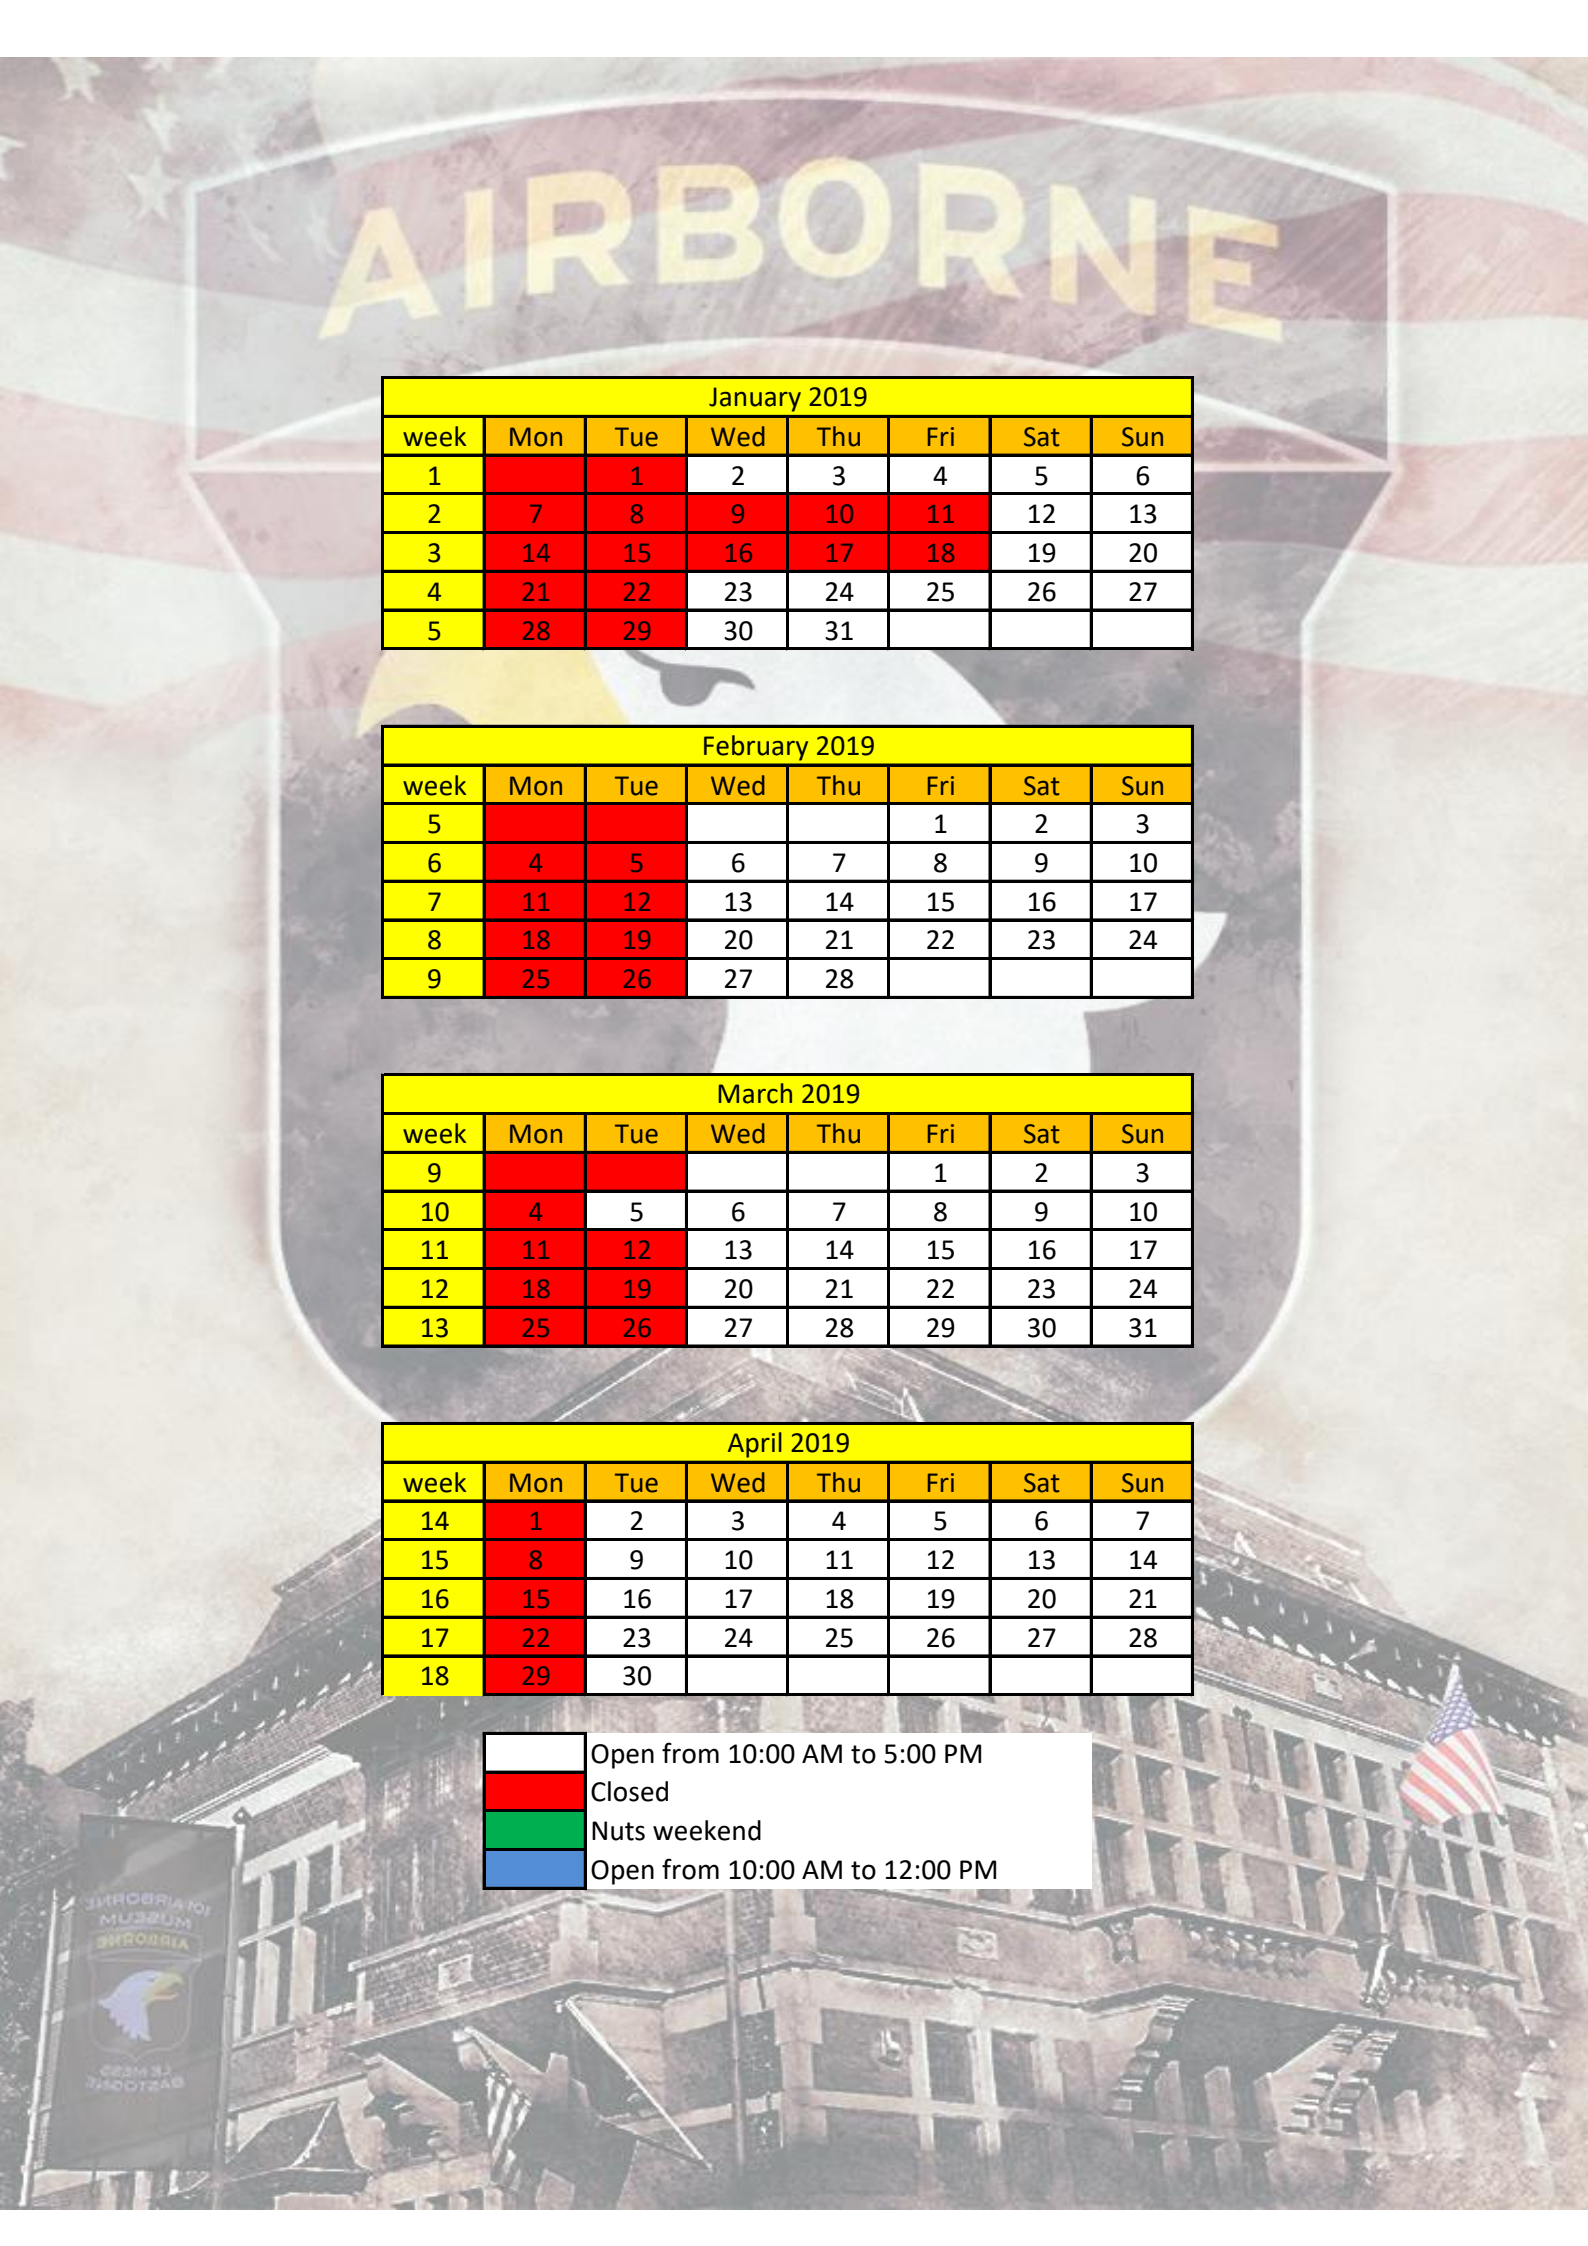 AIRBORNE
January 2019
week Mon Tue Wed Thu Fri Sat Sun
1 1 2 3 4 5 6
2 7 8 9 10 11 12 13
3 14 15 16 17 18 19 20
4 21 22 23 24 25 26 27
5 28 29 30 31
February 2019
week Mon Tue Wed Thu Fri Sat Sun
5 1 2 3
6 4 5 6 7 8 9 10
7 11 12 13 14 15 16 17
8 18 19 20 21 22 23 24
9 25 26 27 28
March 2019
week Mon Tue Wed Thu Fri Sat Sun
9 1 2 3
10 4 5 6 7 8 9 10
11 11 12 13 14 15 16 17
12 18 19 20 21 22 23 24
13 25 26 27 28 29 30 31
April 2019
week Mon Tue Wed Thu Fri Sat Sun
14 1 2 3 4 5 6 7
15 8 9 10 11 12 13 14
16 15 16 17 18 19 20 21
17 22 23 24 25 26 27 28
18 29 30
Open from 10:00 AM to 5:00 PM
Closed
Nuts weekend
Open from 10:00 AM to 12:00 PM
101 AIRBORNE
MUSEUM
AIRBORNE
LE MESS
BASTOGNE